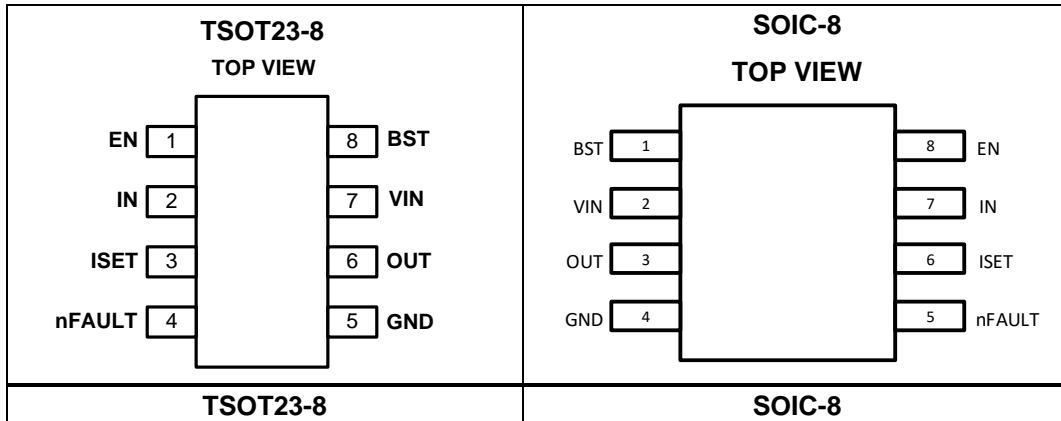 TSOT23-8
TOP VIEW
EN 1 8 BST
IN 2 7 VIN
ISET 3 6 OUT
nFAULT 4 5 GND
SOIC-8
TOP VIEW
BST 1 8 EN
VIN 2 7 IN
OUT 3 6 ISET
GND 4 5 nFAULT
TSOT23-8
SOIC-8